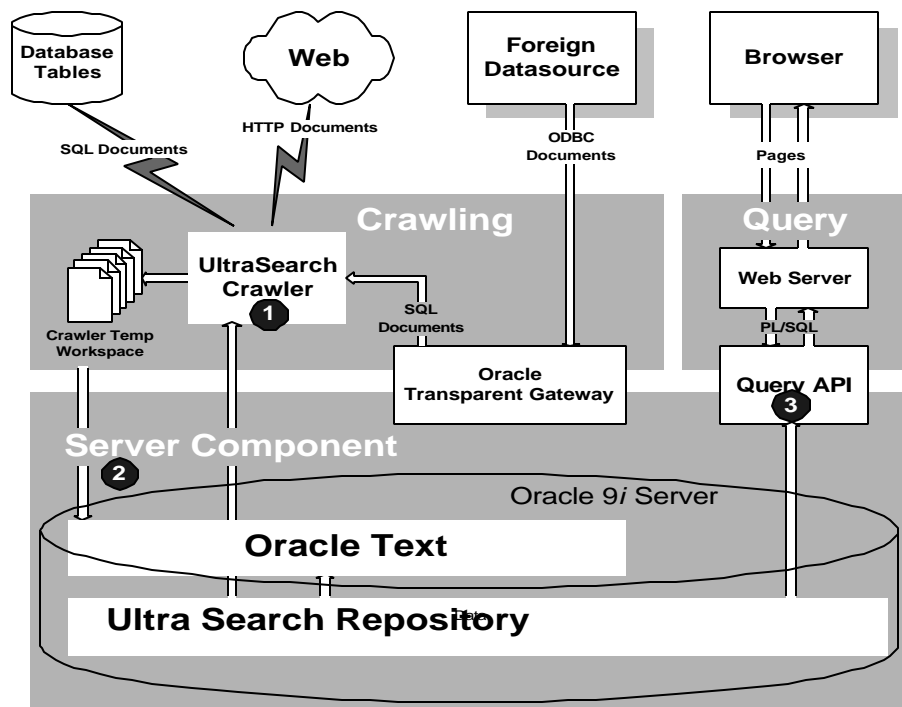 Database
Tables
Web
Foreign
Datasource
Browser
HTTP Documents
SQL Documents
ODBC
Documents
Pages
Crawling
Query
UltraSearch
Crawler
1
Web Server
SQL
Documents
PL/SQL
Crawler Temp
Workspace
Oracle
Transparent Gateway
Query API
3
Server Component
2
Oracle 9i Server
Oracle Text
Ultra Search Repository
Data